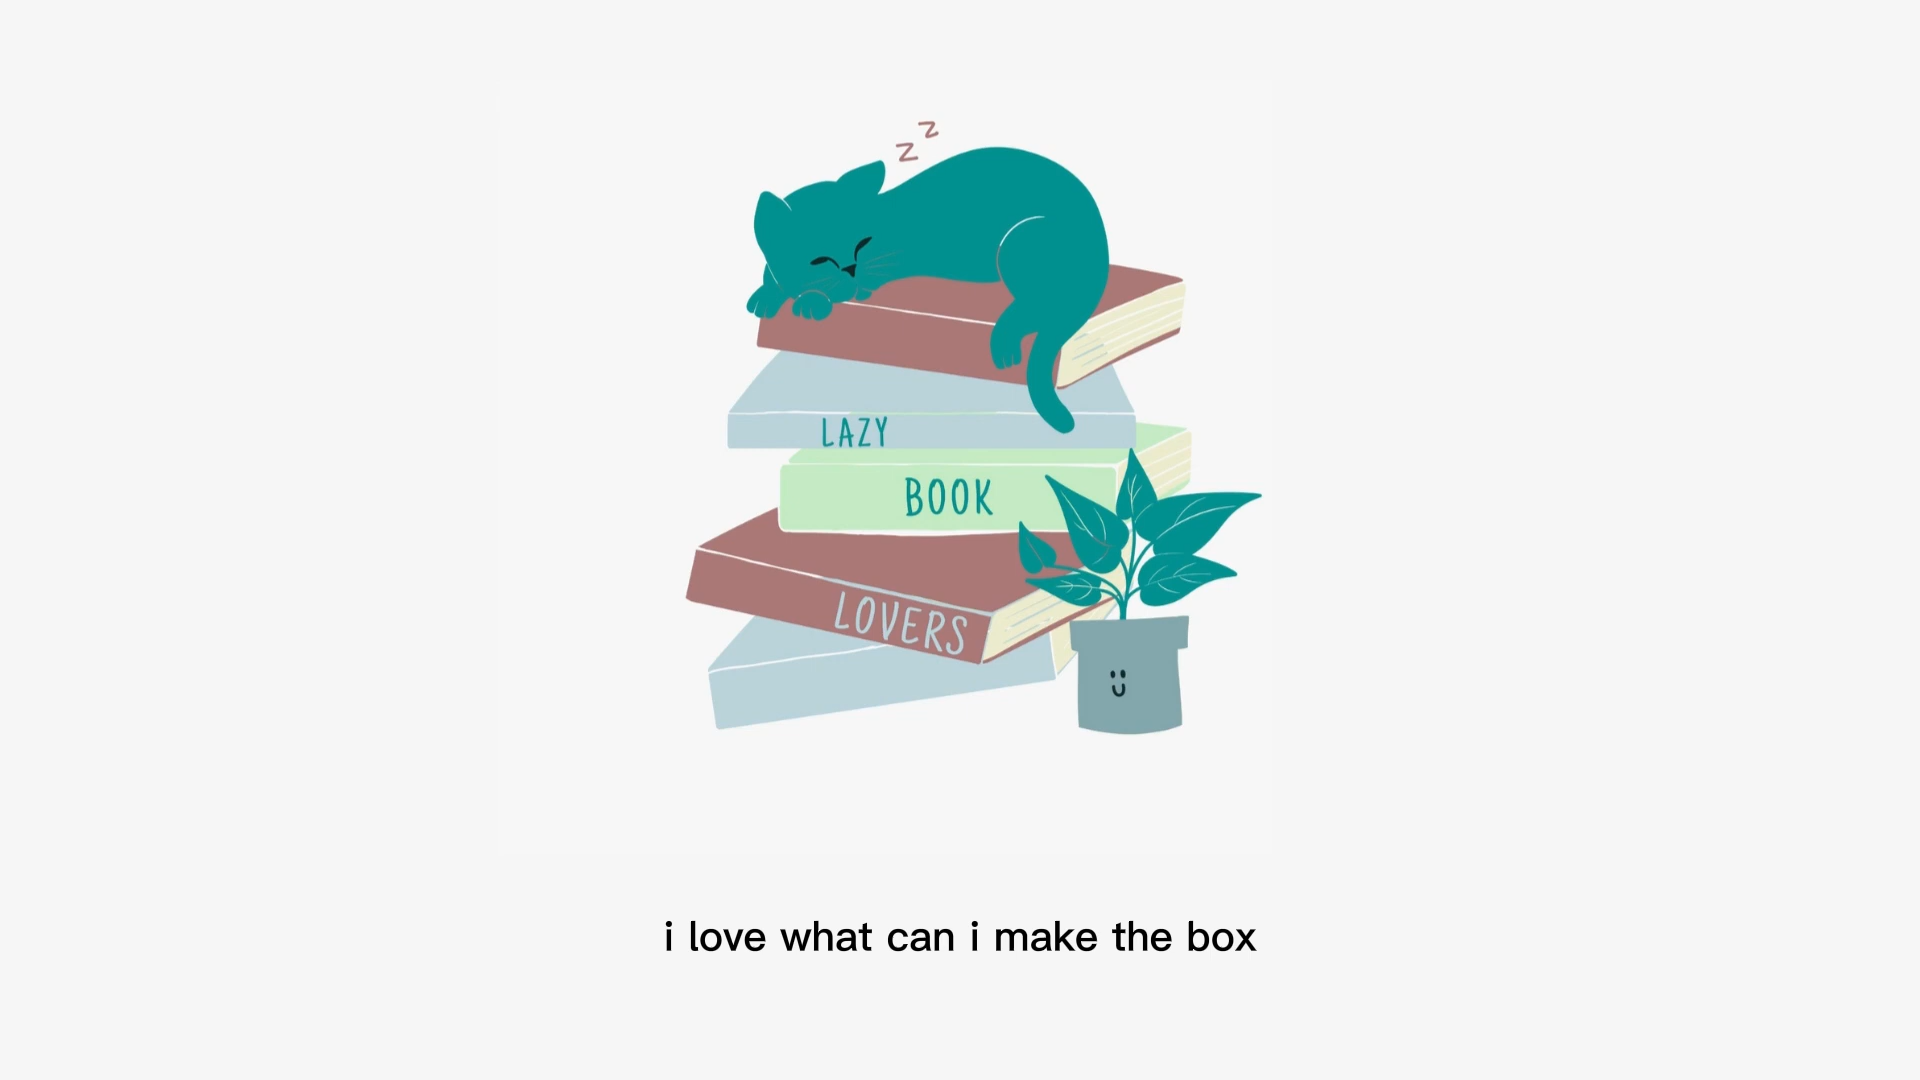 z
z
LAZY
BOOK
LOVERS
i love what can i make the box